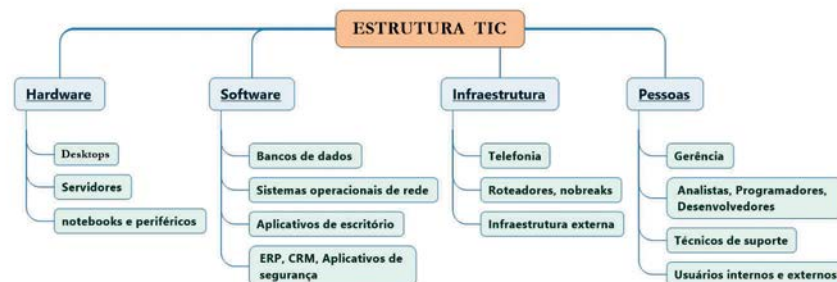 ESTRUTURA TIC
Hardware
Desktops
Servidores
notebooks e periféricos
Software
Bancos de dados
Sistemas operacionais de rede
Aplicativos de escritório
ERP, CRM, Aplicativos de
segurança
Infraestrutura
Telefonia
Roteadores, nobreaks
Infraestrutura externa
Pessoas
Gerência
Analistas, Programadores,
Desenvolvedores
Técnicos de suporte
Usuários internos e externos